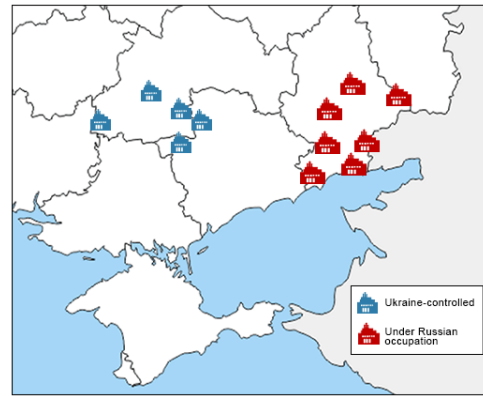 Ukraine-controlled
Under Russian
occupation